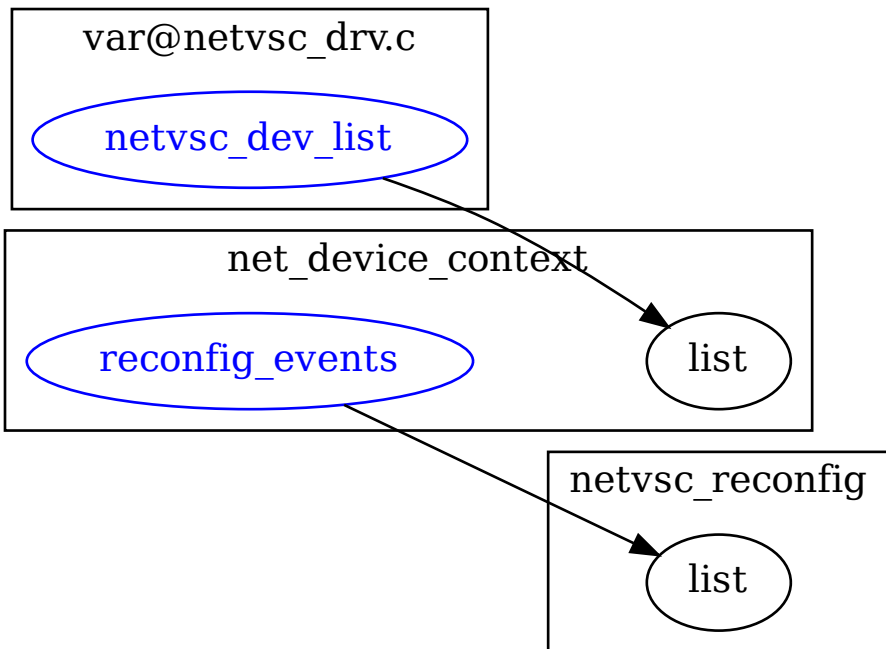 var@netvsc_drv.c
netvsc_dev_list
net_device_context
reconfig_events
list
netvsc_reconfig
list